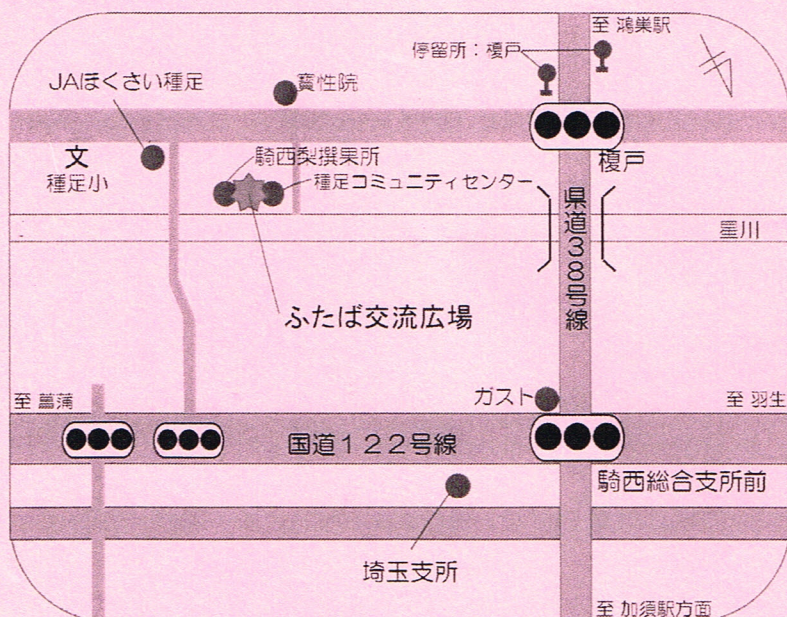 至 鴻巣駅
停留所：榎戸
JAほくさい種足
寳性院
文
種足小
騎西梨撰果所
種足コミュニティセンター
榎戸
県道38号線
星川
ふたば交流広場
至 菖蒲
ガスト
至 羽生
国道122号線
騎西総合支所前
埼玉支所
至 加須駅方面